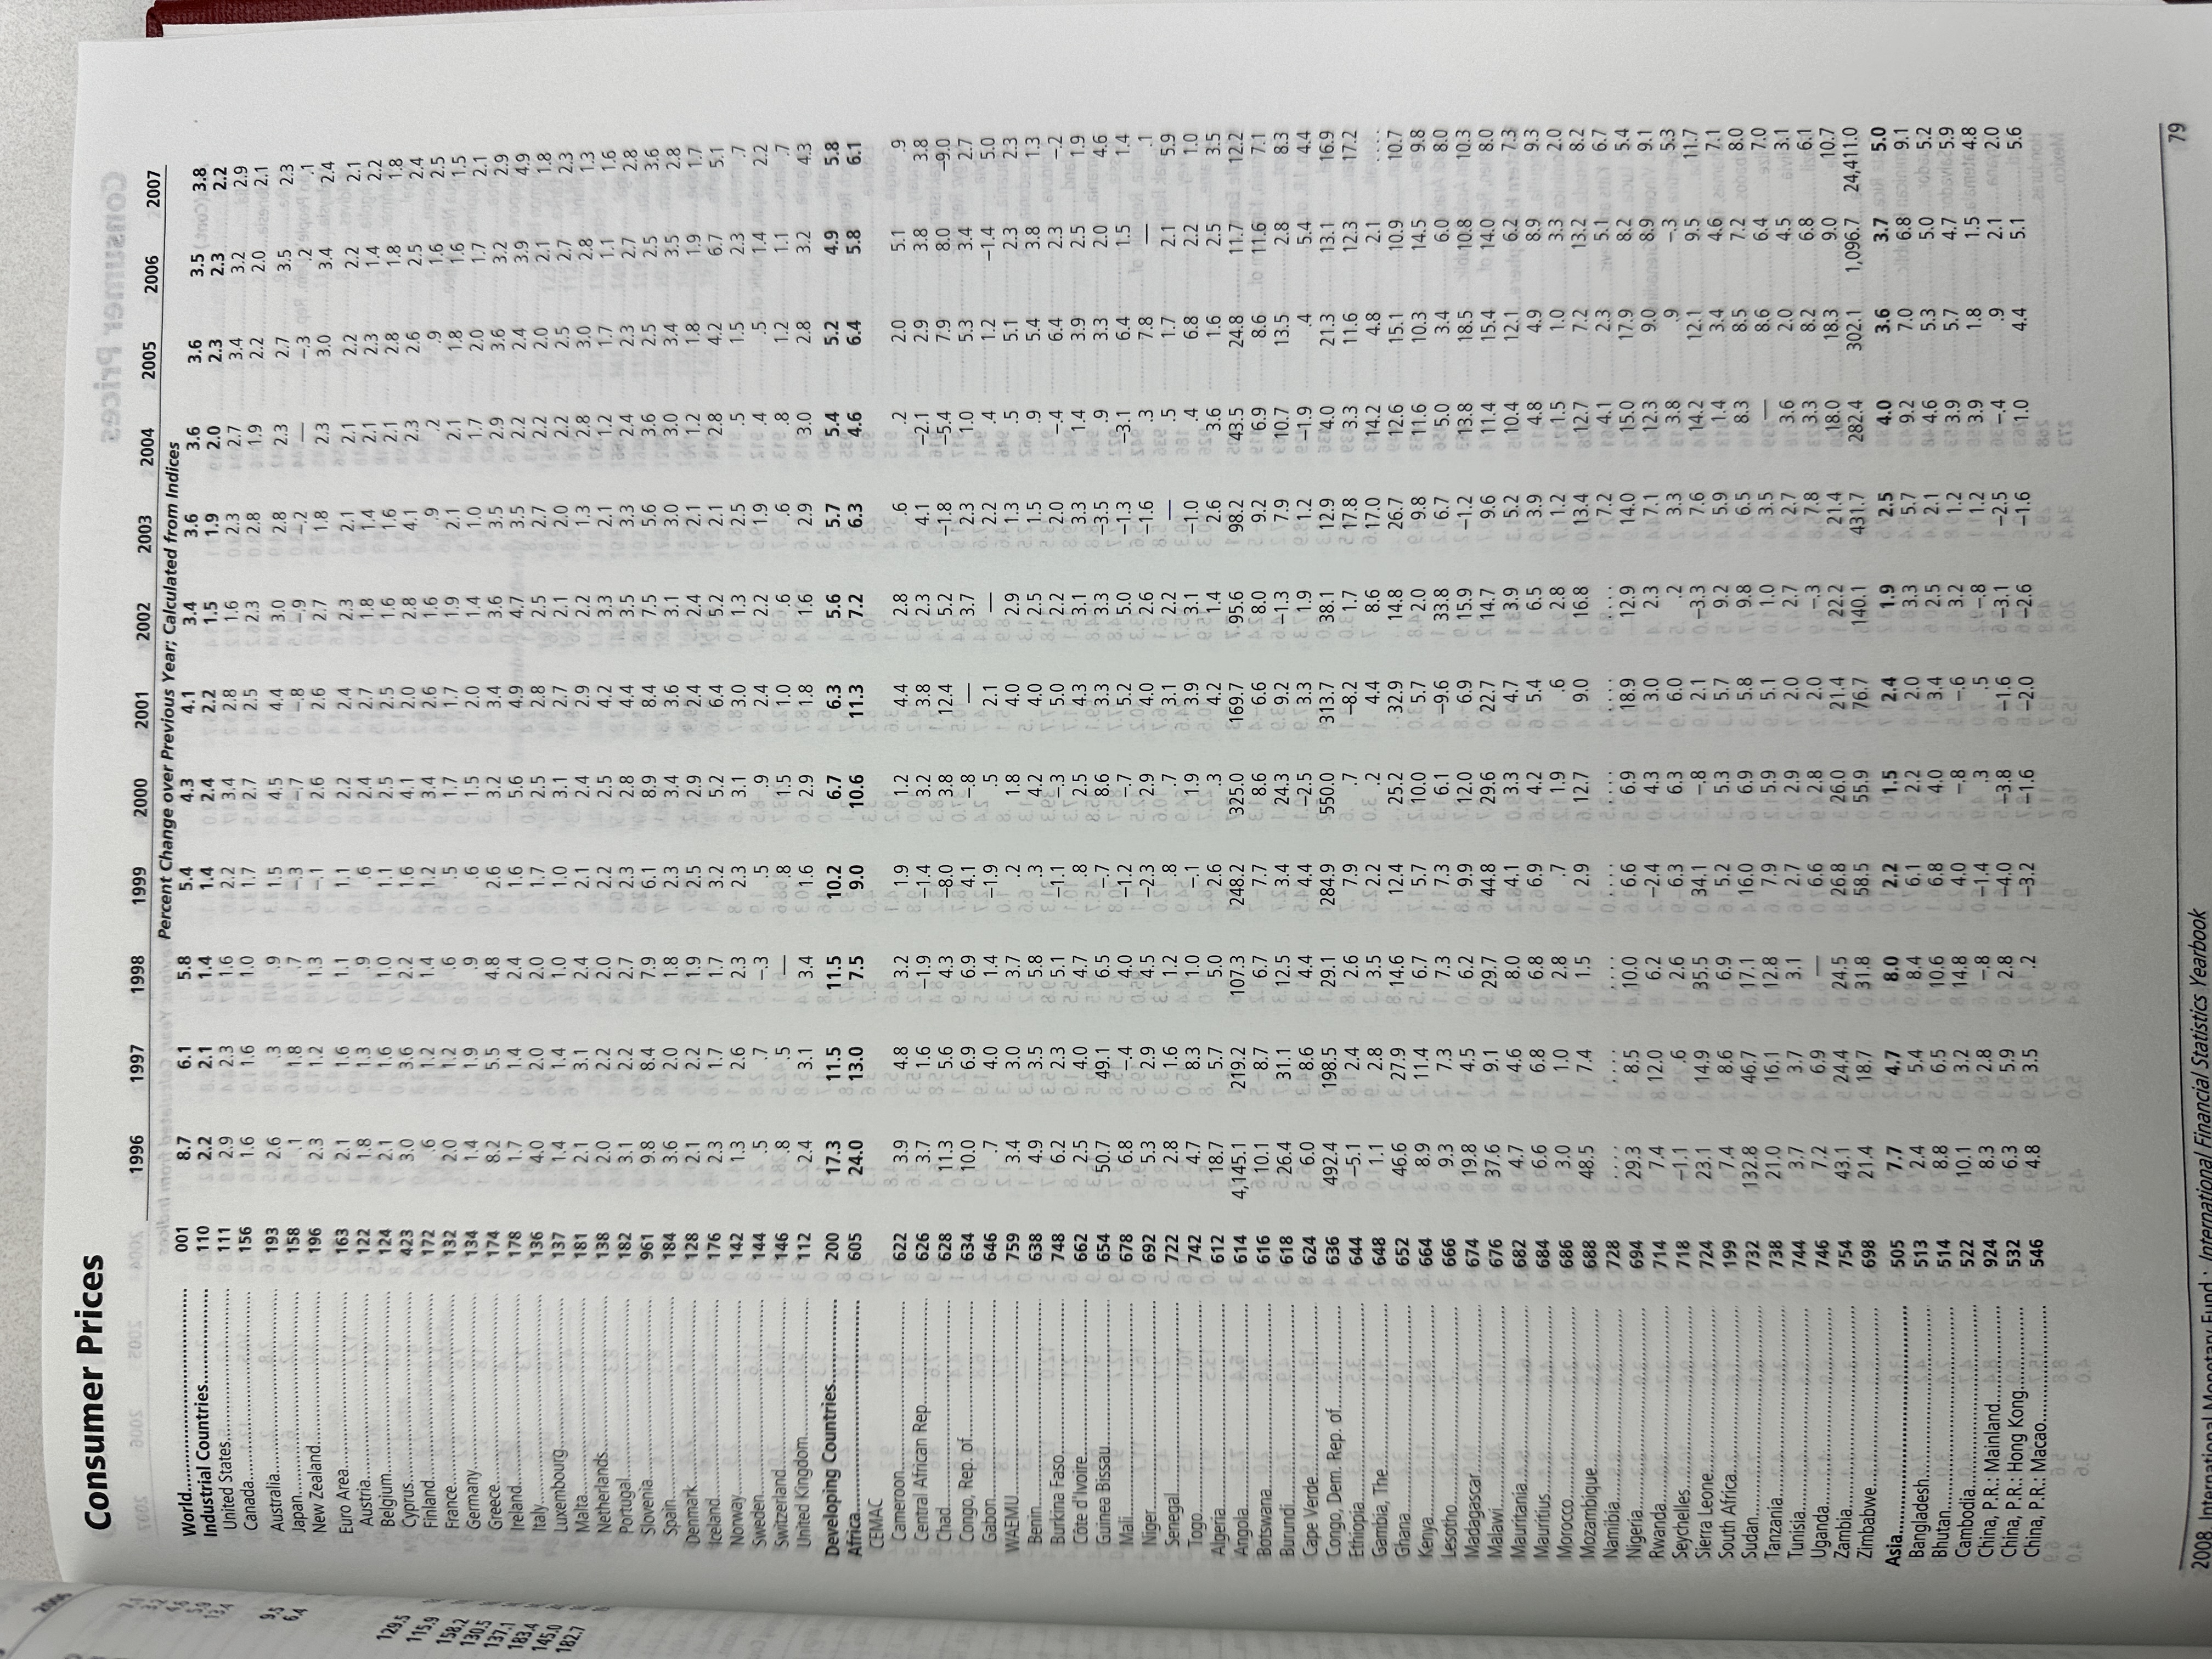 9.5
6.4
129.5
115.9
158.2
130.5
137.1
183.4
145.0
182.7
Consumer Prices
1996 1997 1998 1999 2000 2001 2002 2003 2004 2005 2006 2007
Percent Change over Previous Year; Calculated from Indices
World 001 8.7 6.1 5.8 5.4 4.3 4.1 3.4 3.6 3.6 3.6 3.5 3.8
Industrial Countries 110 2.2 2.1 1.4 1.4 2.4 2.2 1.5 1.9 2.0 2.3 2.3 2.2
United States 111 2.9 2.3 1.6 2.2 3.4 2.8 1.6 2.3 2.7 3.4 3.2 2.9
Canada 156 1.6 1.6 1.0 1.7 2.7 2.5 2.3 2.8 1.9 2.2 2.0 2.1
Australia 193 2.6 .3 .9 1.5 4.5 4.4 3.0 2.8 2.3 2.7 3.5 2.3
Japan 158 .1 1.8 .7 –.3 –.7 –.8 –.9 –.2 — –.3 .2 .1
New Zealand 196 2.3 1.2 1.3 –.1 2.6 2.6 2.7 1.8 2.3 3.0 3.4 2.4
Euro Area 163 2.1 1.6 1.1 1.1 2.2 2.4 2.3 2.1 2.1 2.2 2.2 2.1
Austria 122 1.8 1.3 .9 .6 2.4 2.7 1.8 1.4 2.1 2.3 1.4 2.2
Belgium 124 2.1 1.6 1.0 1.1 2.5 2.5 1.6 1.6 2.1 2.8 1.8 1.8
Cyprus 423 3.0 3.6 2.2 1.6 4.1 2.0 2.8 4.1 2.3 2.6 2.5 2.4
Finland 172 .6 1.2 1.4 1.2 3.4 2.6 1.6 .9 .2 .9 1.6 2.5
France 132 2.0 1.2 .6 .5 1.7 1.7 1.9 2.1 2.1 1.8 1.6 1.5
Germany 134 1.4 1.9 .9 .6 1.5 2.0 1.4 1.0 1.7 2.0 1.7 2.1
Greece 174 8.2 5.5 4.8 2.6 3.2 3.4 3.6 3.5 2.9 3.6 3.2 2.9
Ireland 178 1.7 1.4 2.4 1.6 5.6 4.9 4.7 3.5 2.2 2.4 3.9 4.9
Italy 136 4.0 2.0 2.0 1.7 2.5 2.8 2.5 2.7 2.2 2.0 2.1 1.8
Luxembourg 137 1.4 1.4 1.0 1.0 3.1 2.7 2.1 2.0 2.2 2.5 2.7 2.3
Malta 181 2.1 3.1 2.4 2.1 2.4 2.9 2.2 1.3 2.8 3.0 2.8 1.3
Netherlands 138 2.0 2.2 2.0 2.2 2.5 4.2 3.3 2.1 1.2 1.7 1.1 1.6
Portugal 182 3.1 2.2 2.7 2.3 2.8 4.4 3.5 3.3 2.4 2.3 2.7 2.8
Slovenia 961 9.8 8.4 7.9 6.1 8.9 8.4 7.5 5.6 3.6 2.5 2.5 3.6
Spain 184 3.6 2.0 1.8 2.3 3.4 3.6 3.1 3.0 3.0 3.4 3.5 2.8
Denmark 128 2.1 2.2 1.9 2.5 2.9 2.4 2.4 2.1 1.2 1.8 1.9 1.7
Iceland 176 2.3 1.7 1.7 3.2 5.2 6.4 5.2 2.1 2.8 4.2 6.7 5.1
Norway 142 1.3 2.6 2.3 2.3 3.1 3.0 1.3 2.5 .5 1.5 2.3 .7
Sweden 144 .5 .7 –.3 .5 .9 2.4 2.2 1.9 .4 .5 1.4 2.2
Switzerland 146 .8 .5 — .8 1.5 1.0 .6 .6 .8 1.2 1.1 .7
United Kingdom 112 2.4 3.1 3.4 1.6 2.9 1.8 1.6 2.9 3.0 2.8 3.2 4.3
Developing Countries 200 17.3 11.5 11.5 10.2 6.7 6.3 5.6 5.7 5.4 5.2 4.9 5.8
Africa 605 24.0 13.0 7.5 9.0 10.6 11.3 7.2 6.3 4.6 6.4 5.8 6.1
CEMAC
Cameroon 622 3.9 4.8 3.2 1.9 1.2 4.4 2.8 .6 .2 2.0 5.1 .9
Central African Rep. 626 3.7 1.6 –1.9 –1.4 3.2 3.8 2.3 4.1 –2.1 2.9 3.8 3.8
Chad 628 11.3 5.6 4.3 –8.0 3.8 12.4 5.2 –1.8 –5.4 7.9 8.0 –9.0
Congo, Rep. of 634 10.0 6.9 6.9 4.1 –.8 — 3.7 2.3 1.0 5.3 3.4 2.7
Gabon 646 .7 4.0 1.4 –1.9 .5 2.1 — 2.2 .4 1.2 –1.4 5.0
WAEMU 759 3.4 3.0 3.7 .2 1.8 4.0 2.9 1.3 .5 5.1 2.3 2.3
Benin 638 4.9 3.5 5.8 .3 4.2 4.0 2.5 1.5 .9 5.4 3.8 1.3
Burkina Faso 748 6.2 2.3 5.1 –1.1 –.3 5.0 2.2 2.0 –.4 6.4 2.3 –.2
Côte d'Ivoire 662 2.5 4.0 4.7 .8 2.5 4.3 3.1 3.3 1.4 3.9 2.5 1.9
Guinea Bissau 654 50.7 49.1 6.5 –.7 8.6 3.3 3.3 –3.5 .9 3.3 2.0 4.6
Mali 678 6.8 –.4 4.0 –1.2 –.7 5.2 5.0 –1.3 –3.1 6.4 1.5 1.4
Niger 692 5.3 2.9 4.5 –2.3 2.9 4.0 2.6 –1.6 .3 7.8 — .1
Senegal 722 2.8 1.6 1.2 .8 .7 3.1 2.2 — .5 1.7 2.1 5.9
Togo 742 4.7 8.3 1.0 –.1 1.9 3.9 3.1 –1.0 .4 6.8 2.2 1.0
Algeria 612 18.7 5.7 5.0 2.6 .3 4.2 1.4 2.6 3.6 1.6 2.5 3.5
Angola 614 4,145.1 219.2 107.3 248.2 325.0 169.7 95.6 98.2 43.5 24.8 11.7 12.2
Botswana 616 10.1 8.7 6.7 7.7 8.6 6.6 8.0 9.2 6.9 8.6 11.6 7.1
Burundi 618 26.4 31.1 12.5 3.4 24.3 9.2 –1.3 7.9 10.7 13.5 2.8 8.3
Cape Verde 624 6.0 8.6 4.4 4.4 –2.5 3.3 1.9 1.2 –1.9 .4 5.4 4.4
Congo, Dem. Rep. of 636 492.4 198.5 29.1 284.9 550.0 313.7 38.1 12.9 4.0 21.3 13.1 16.9
Ethiopia 644 –5.1 2.4 2.6 7.9 .7 –8.2 1.7 17.8 3.3 11.6 12.3 17.2
Gambia, The 648 1.1 2.8 3.5 2.2 .2 4.4 8.6 17.0 14.2 4.8 2.1 ....
Ghana 652 46.6 27.9 14.6 12.4 25.2 32.9 14.8 26.7 12.6 15.1 10.9 10.7
Kenya 664 8.9 11.4 6.7 5.7 10.0 5.7 2.0 9.8 11.6 10.3 14.5 9.8
Lesotho 666 9.3 7.3 7.3 7.3 6.1 –9.6 33.8 6.7 5.0 3.4 6.0 8.0
Madagascar 674 19.8 4.5 6.2 9.9 12.0 6.9 15.9 –1.2 13.8 18.5 10.8 10.3
Malawi 676 37.6 9.1 29.7 44.8 29.6 22.7 14.7 9.6 11.4 15.4 14.0 8.0
Mauritania 682 4.7 4.6 8.0 4.1 3.3 4.7 3.9 5.2 10.4 12.1 6.2 7.3
Mauritius 684 6.6 6.8 6.8 6.9 4.2 5.4 6.5 3.9 4.8 4.9 8.9 9.3
Morocco 686 3.0 1.0 2.8 .7 1.9 .6 2.8 1.2 1.5 1.0 3.3 2.0
Mozambique 688 48.5 7.4 1.5 2.9 12.7 9.0 16.8 13.4 12.7 7.2 13.2 8.2
Namibia 728 .... .... .... .... .... .... .... 7.2 4.1 2.3 5.1 6.7
Nigeria 694 29.3 8.5 10.0 6.6 6.9 18.9 12.9 14.0 15.0 17.9 8.2 5.4
Rwanda 714 7.4 12.0 6.2 –2.4 4.3 3.0 2.3 7.1 12.3 9.0 8.9 9.1
Seychelles 718 –1.1 .6 2.6 6.3 6.3 6.0 .2 3.3 3.8 .9 –.3 5.3
Sierra Leone 724 23.1 14.9 35.5 34.1 –.8 2.1 –3.3 7.6 14.2 12.1 9.5 11.7
South Africa 199 7.4 8.6 6.9 5.2 5.3 5.7 9.2 5.9 1.4 3.4 4.6 7.1
Sudan 732 132.8 46.7 17.1 16.0 6.9 5.8 9.8 6.5 8.3 8.5 7.2 8.0
Tanzania 738 21.0 16.1 12.8 7.9 5.9 5.1 1.0 3.5 — 8.6 6.4 7.0
Tunisia 744 3.7 3.7 3.1 2.7 2.9 2.0 2.7 2.7 3.6 2.0 4.5 3.1
Uganda 746 7.2 6.9 — 6.6 2.8 2.0 –.3 7.8 3.3 8.2 6.8 6.1
Zambia 754 43.1 24.4 24.5 26.8 26.0 21.4 22.2 21.4 18.0 18.3 9.0 10.7
Zimbabwe 698 21.4 18.7 31.8 58.5 55.9 76.7 140.1 431.7 282.4 302.1 1,096.7 24,411.0
Asia 505 7.7 4.7 8.0 2.2 1.5 2.4 1.9 2.5 4.0 3.6 3.7 5.0
Bangladesh 513 2.4 5.4 8.4 6.1 2.2 2.0 3.3 5.7 9.2 7.0 6.8 9.1
Bhutan 514 8.8 6.5 10.6 6.8 4.0 3.4 2.5 2.1 4.6 5.3 5.0 5.2
Cambodia 522 10.1 3.2 14.8 4.0 –.8 –.6 3.2 1.2 3.9 5.7 4.7 5.9
China, P.R.: Mainland 924 8.3 2.8 –.8 –1.4 .3 .5 –.8 1.2 3.9 1.8 1.5 4.8
China, P.R.: Hong Kong 532 6.3 5.9 2.8 –4.0 –3.8 –1.6 –3.1 –2.5 –.4 .9 2.1 2.0
China, P.R.: Macao 546 4.8 3.5 .2 –3.2 –1.6 –2.0 –2.6 –1.6 1.0 4.4 5.1 5.6
79
2008, International Monetary Fund : International Financial Statistics Yearbook